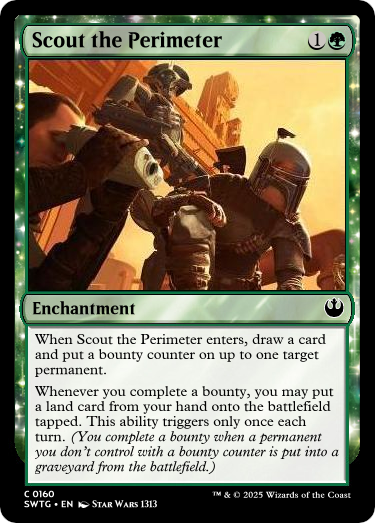 Scout the Perimeter
1
Enchantment
When Scout the Perimeter enters, draw a card
and put a bounty counter on up to one target
permanent.
Whenever you complete a bounty, you may put
a land card from your hand onto the battlefield
tapped. This ability triggers only once each
turn. (You complete a bounty when a permanent
you don't control with a bounty counter is put into a
graveyard from the battlefield.)
C 0160
SWTG • EN Star Wars 1313
™ & © 2025 Wizards of the Coast